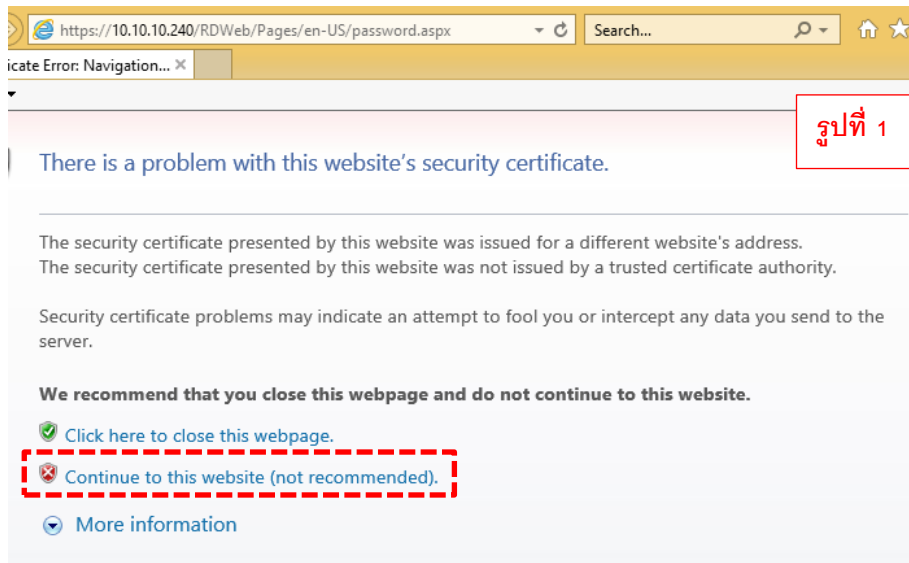 https://10.10.10.240/RDWeb/Pages/en-US/password.aspx
Search...
icate Error: Navigation...
รูปที่ 1
There is a problem with this website's security certificate.
The security certificate presented by this website was issued for a different website's address.
The security certificate presented by this website was not issued by a trusted certificate authority.
Security certificate problems may indicate an attempt to fool you or intercept any data you send to the
server.
We recommend that you close this webpage and do not continue to this website.
Click here to close this webpage.
Continue to this website (not recommended).
More information